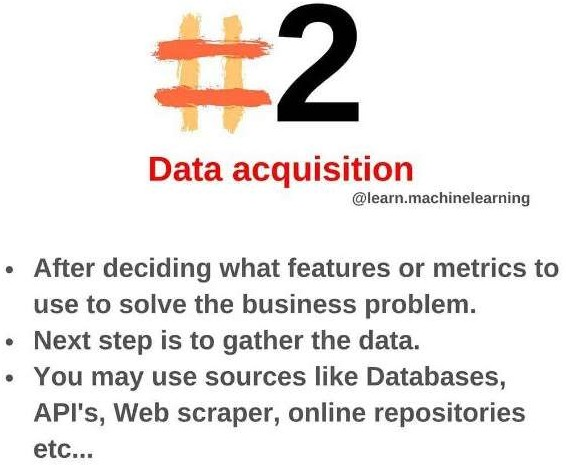 #2
Data acquisition
@learn.machinelearning
• After deciding what features or metrics to
use to solve the business problem.
• Next step is to gather the data.
• You may use sources like Databases,
API's, Web scraper, online repositories
etc...